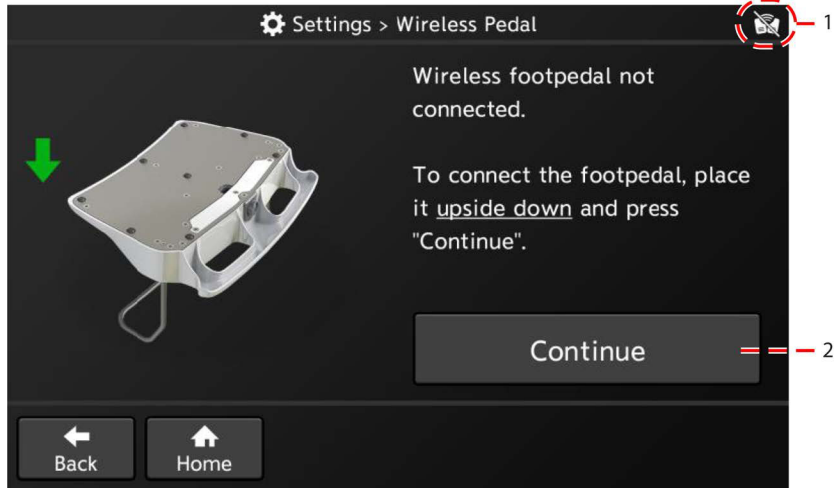 Settings > Wireless Pedal
1
Wireless footpedal not
connected.
To connect the footpedal, place
it upside down and press
"Continue".
Continue
2
Back
Home